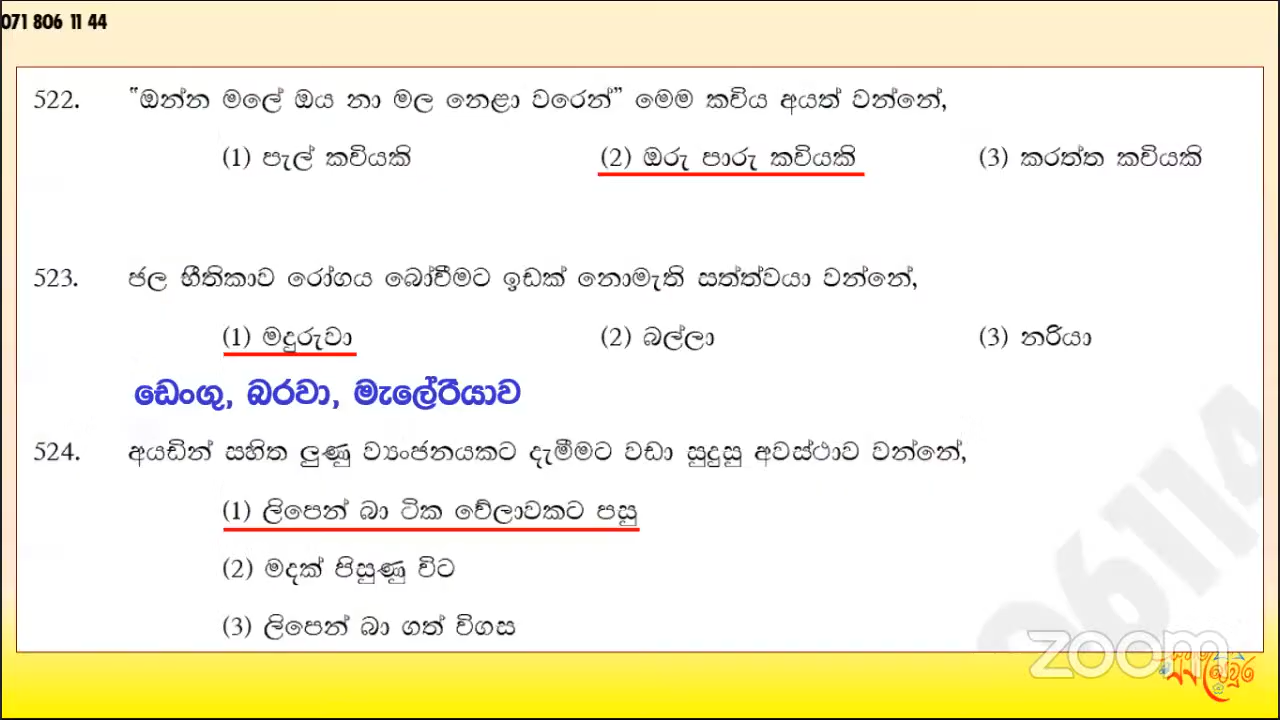 071 806 11 44
522. "ඔන්න මලේ ඔය නා මල නෙළා වරෙන්" මෙම කවිය අයත් වන්නේ,
(1) පැල් කවියකි (2) ඔරු පාරු කවියකි (3) කරත්ත කවියකි
523. ජල භීතිකාව රෝගය බෝවීමට ඉඩක් නොමැති සත්ත්වයා වන්නේ,
(1) මදුරුවා (2) බල්ලා (3) නරියා
ඩෙංගු, බරවා, මැලේරියාව
524. අයඩින් සහිත ලුණු ව්‍යංජනයකට දැමීමට වඩා සුදුසු අවස්ථාව වන්නේ,
(1) ලිපෙන් බා ටික වේලාවකට පසු
(2) මදක් පිසුණු විට
(3) ලිපෙන් බා ගත් විගස
06114
zoom